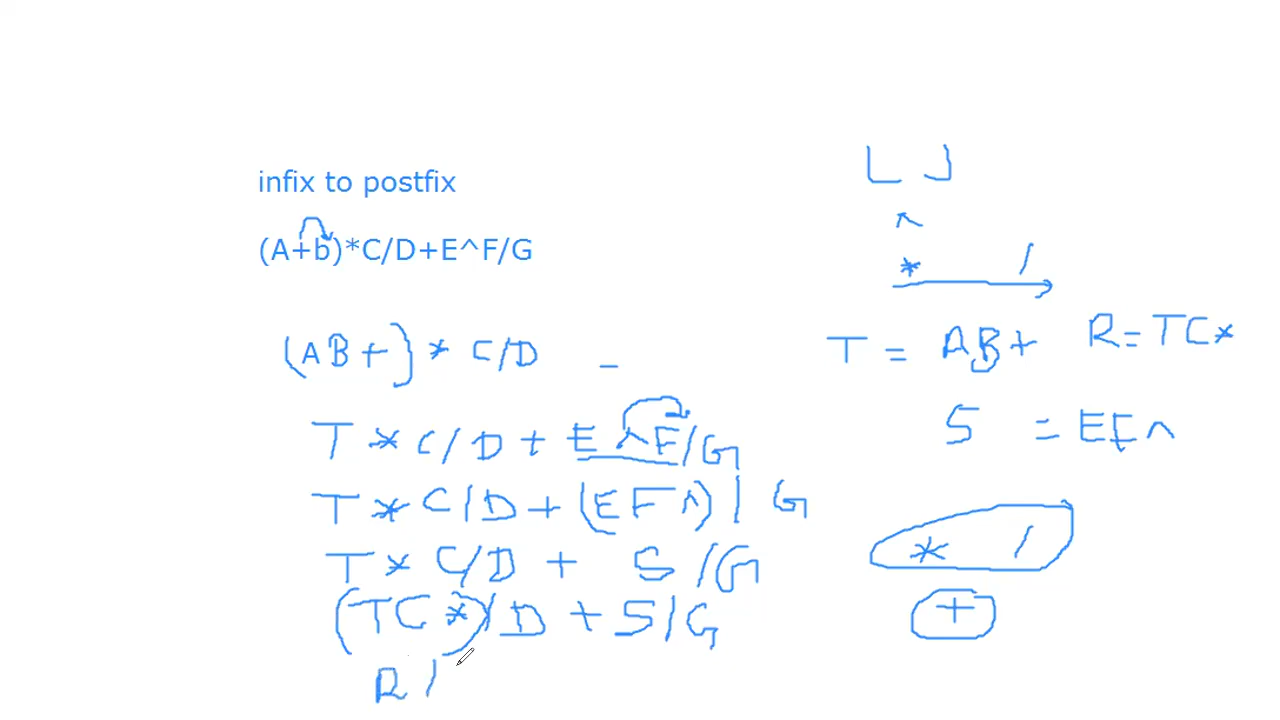 infix to postfix
(A+b)*C/D+E^F/G
(AB+)* C/D -
T * C/D + E ^ F/G
T * C/D + (EF^) / G
T * C/D + S /G
(TC*)/D + S/G
R /
[ ]
^
* /
T = AB+ R=TC*
S = EF^
* /
+